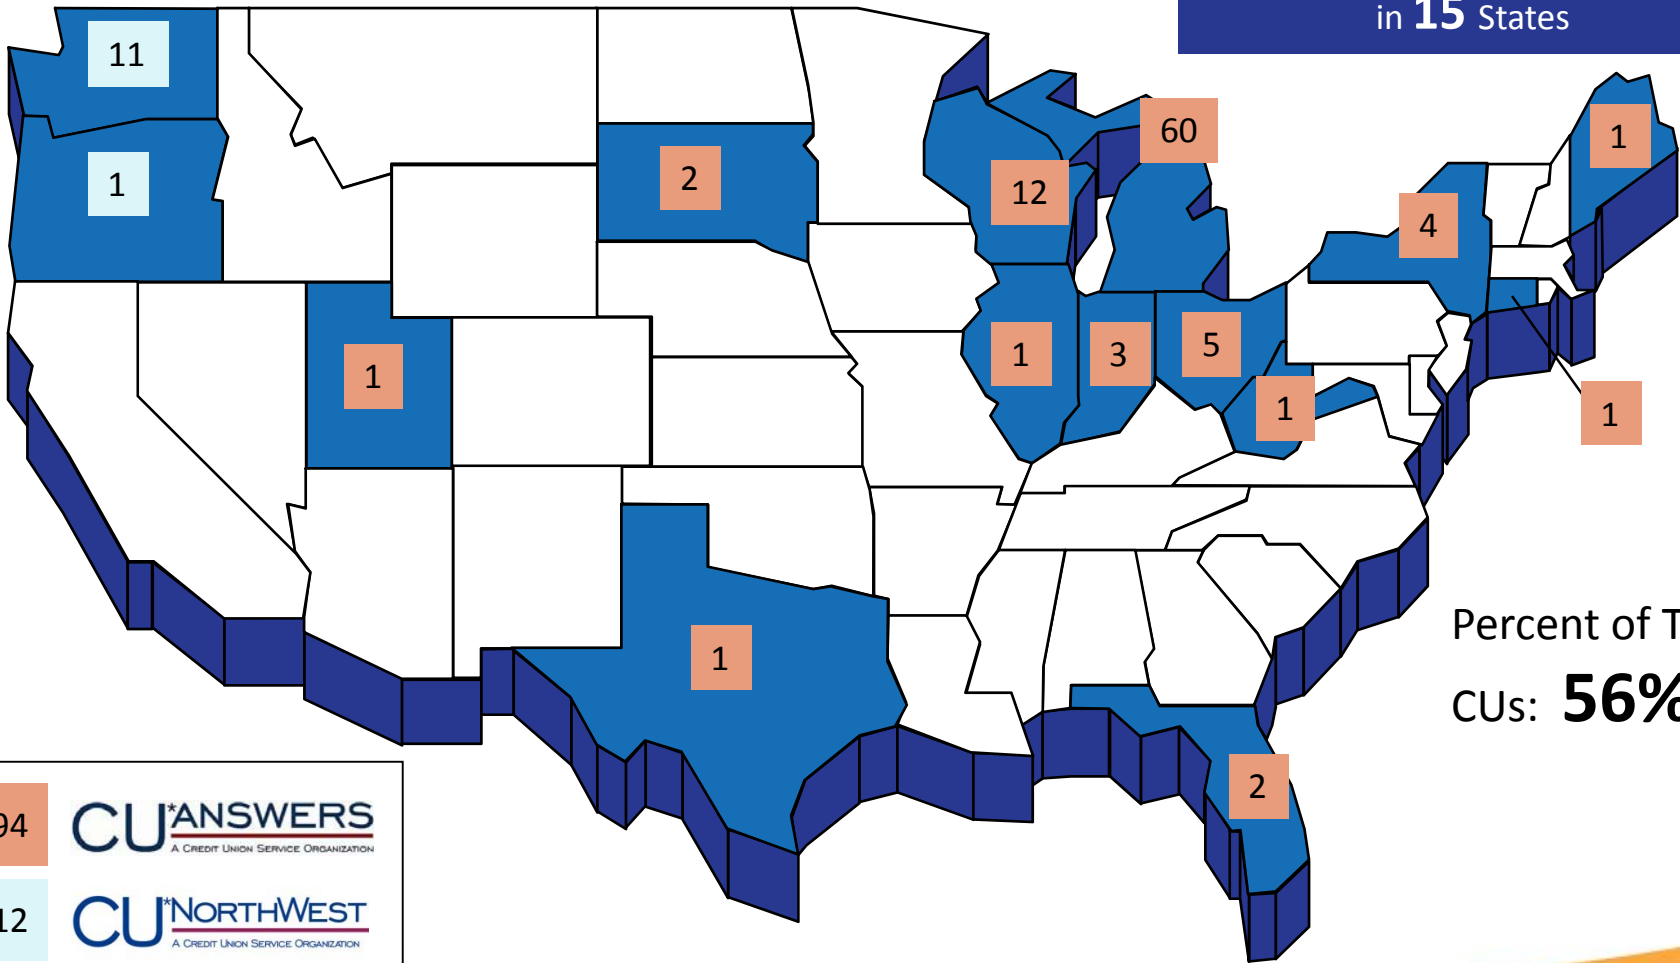 in 15 States
11
60
1
1
2
12
4
1
1
3
5
1
1
1
1
2
Percent of
CUs: 56%
94
CU*ANSWERS
A CREDIT UNION SERVICE ORGANIZATION
12
CU*NORTHWEST
A CREDIT UNION SERVICE ORGANIZATION